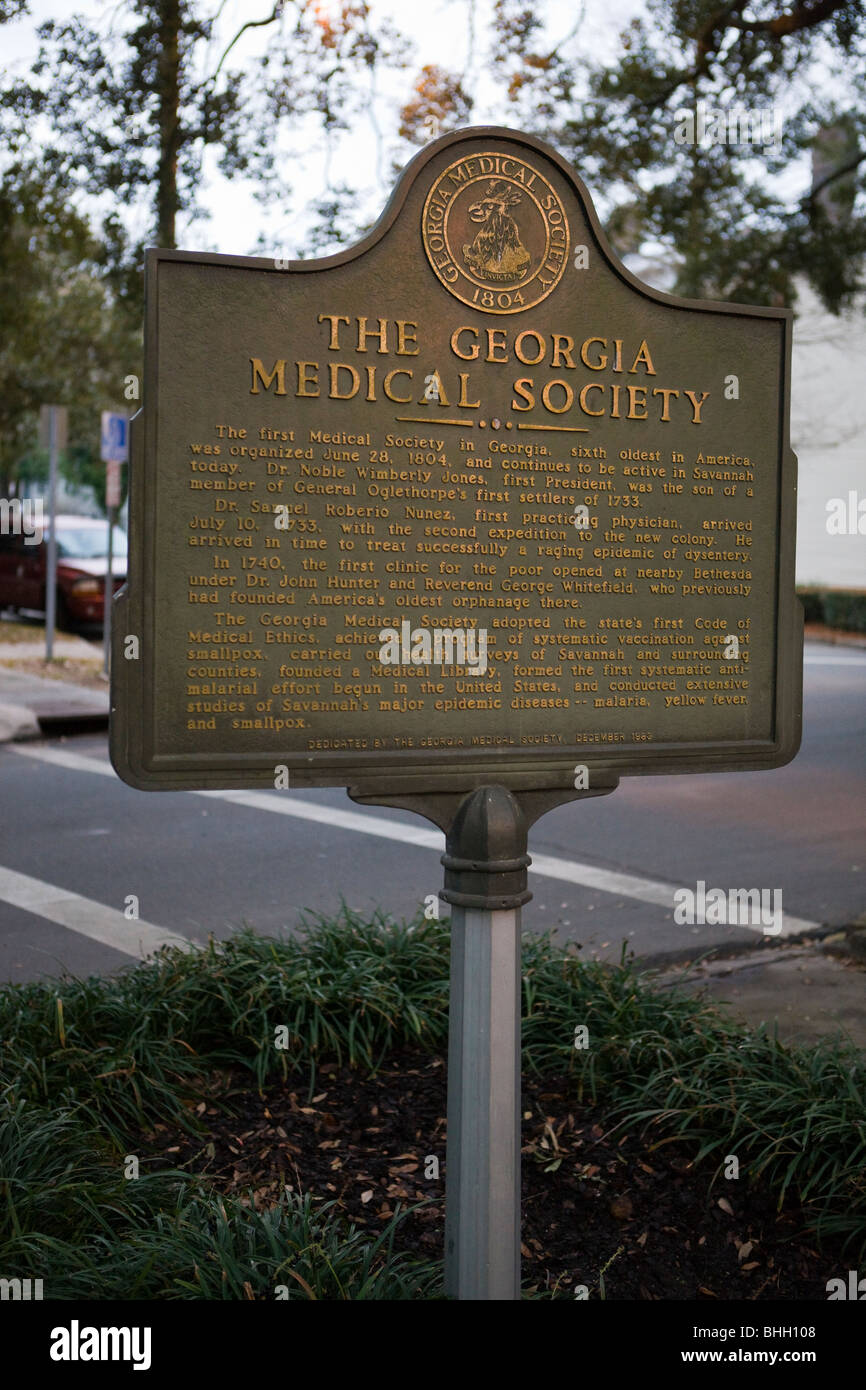 GEORGIA MEDICAL SOCIETY
INVICTA
1804
THE GEORGIA
MEDICAL SOCIETY
The first Medical Society in Georgia, sixth oldest in America,
was organized June 28, 1804, and continues to be active in Savannah
today. Dr. Noble Wimberly Jones, first President, was the son of a
member of General Oglethorpe's first settlers of 1733.
Dr. Samuel Roberio Nunez, first practicing physician, arrived
July 10, 1733, with the second expedition to the new colony. He
arrived in time to treat successfully a raging epidemic of dysentery.
In 1740, the first clinic for the poor opened at nearby Bethesda
under Dr. John Hunter and Reverend George Whitefield, who previously
had founded America's oldest orphanage there.
The Georgia Medical Society adopted the state's first Code of
Medical Ethics, achieved a program of systematic vaccination against
smallpox, carried out health surveys of Savannah and surrounding
counties, founded a Medical Library, formed the first systematic anti-
malarial effort begun in the United States, and conducted extensive
studies of Savannah's major epidemic diseases -- malaria, yellow fever,
and smallpox.
DEDICATED BY THE GEORGIA MEDICAL SOCIETY, DECEMBER 1983
alamy
alamy
alamy
Image ID: BHH108
www.alamy.com